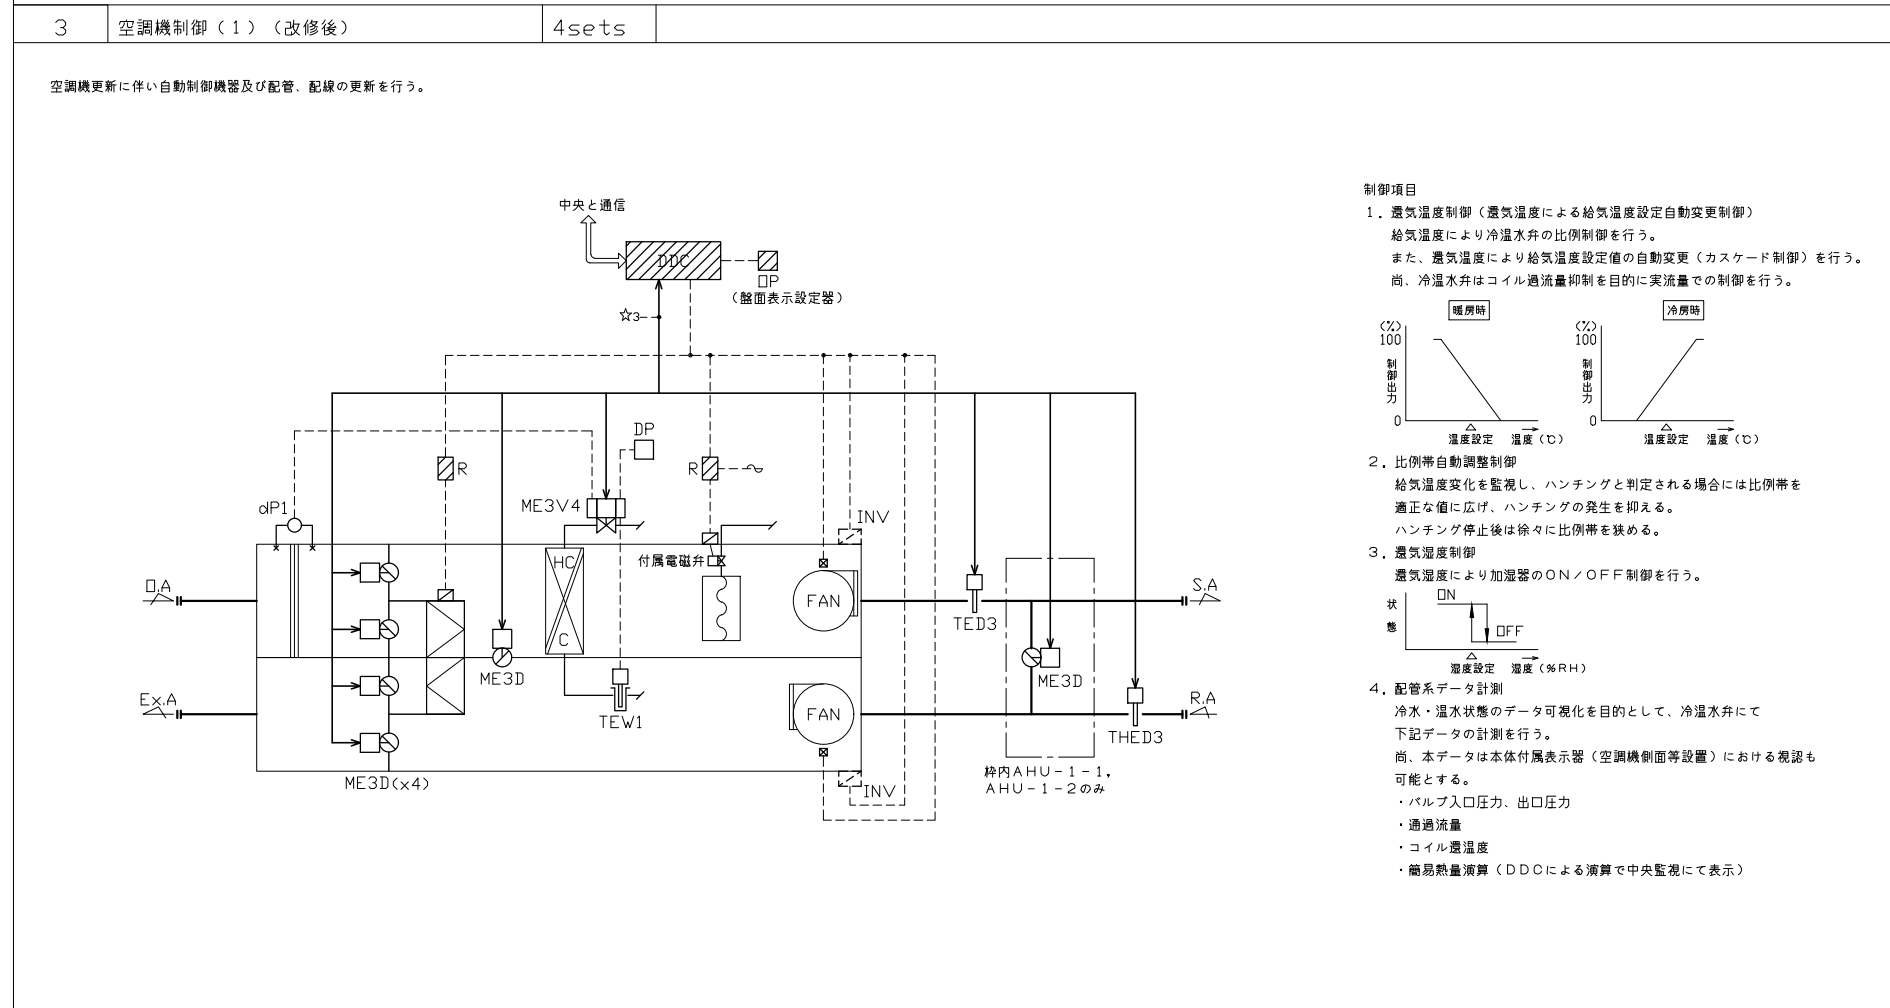 3 空調機制御（１）（改修後） 4sets
空調機更新に伴い自動制御機器及び配管、配線の更新を行う。
中央と通信
DDC
OP
（盤面表示設定器）
☆3
R
DP
R
ME3V4
dP1
INV
付属電磁弁
HC
C
O.A
FAN
S.A
TED3
ME3D
TEW1
ME3D
Ex.A
FAN
R.A
THED3
ME3D(x4)
INV
枠内ＡＨＵ－１－１，
ＡＨＵ－１－２のみ
制御項目
１．還気温度制御（還気温度による給気温度設定自動変更制御）
給気温度により冷温水弁の比例制御を行う。
また、還気温度により給気温度設定値の自動変更（カスケード制御）を行う。
尚、冷温水弁はコイル過流量抑制を目的に実流量での制御を行う。
暖房時
(%)
100
制御出力
0
温度設定 温度（℃）
冷房時
(%)
100
制御出力
0
温度設定 温度（℃）
２．比例帯自動調整制御
給気温度変化を監視し、ハンチングと判定される場合には比例帯を
適正な値に広げ、ハンチングの発生を抑える。
ハンチング停止後は徐々に比例帯を狭める。
３．還気湿度制御
還気湿度により加湿器のＯＮ／ＯＦＦ制御を行う。
状態
ON
OFF
湿度設定 湿度（％ＲＨ）
４．配管系データ計測
冷水・温水状態のデータ可視化を目的として、冷温水弁にて
下記データの計測を行う。
尚、本データは本体付属表示器（空調機側面等設置）における視認も
可能とする。
・バルブ入口圧力、出口圧力
・通過流量
・コイル還温度
・簡易熱量演算（ＤＤＣによる演算で中央監視にて表示）